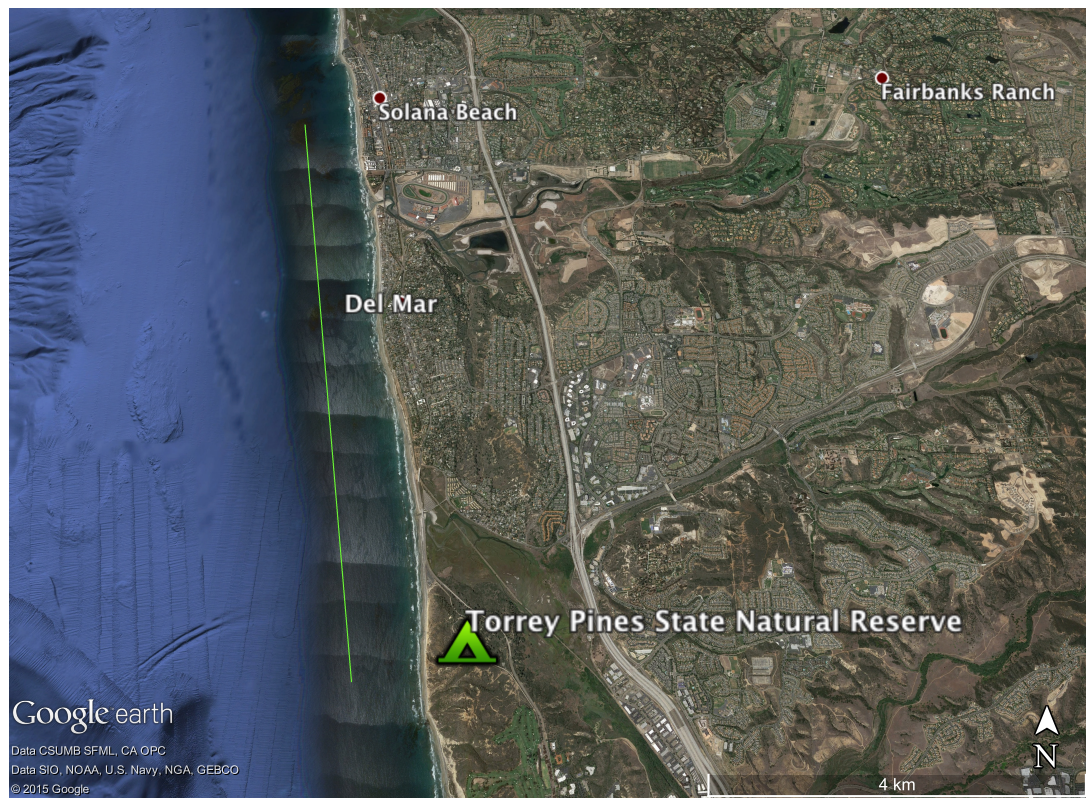 Solana Beach
Fairbanks Ranch
Del Mar
Torrey Pines State Natural Reserve
Google earth
Data CSUMB SFML, CA OPC
Data SIO, NOAA, U.S. Navy, NGA, GEBCO
© 2015 Google
N
4 km